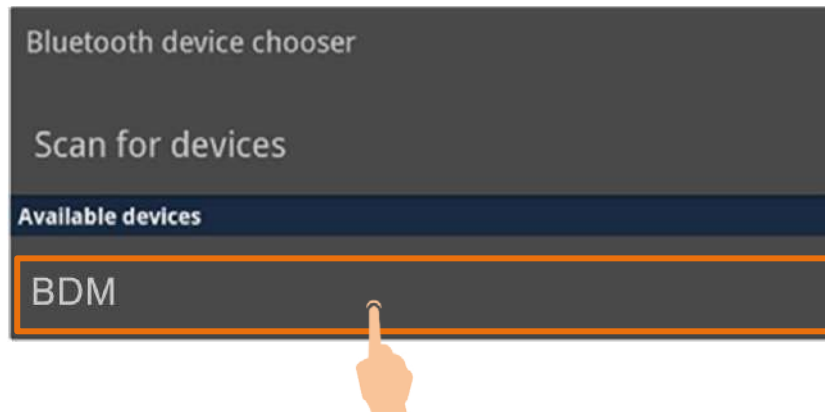 Bluetooth device chooser
Scan for devices
Available devices
BDM